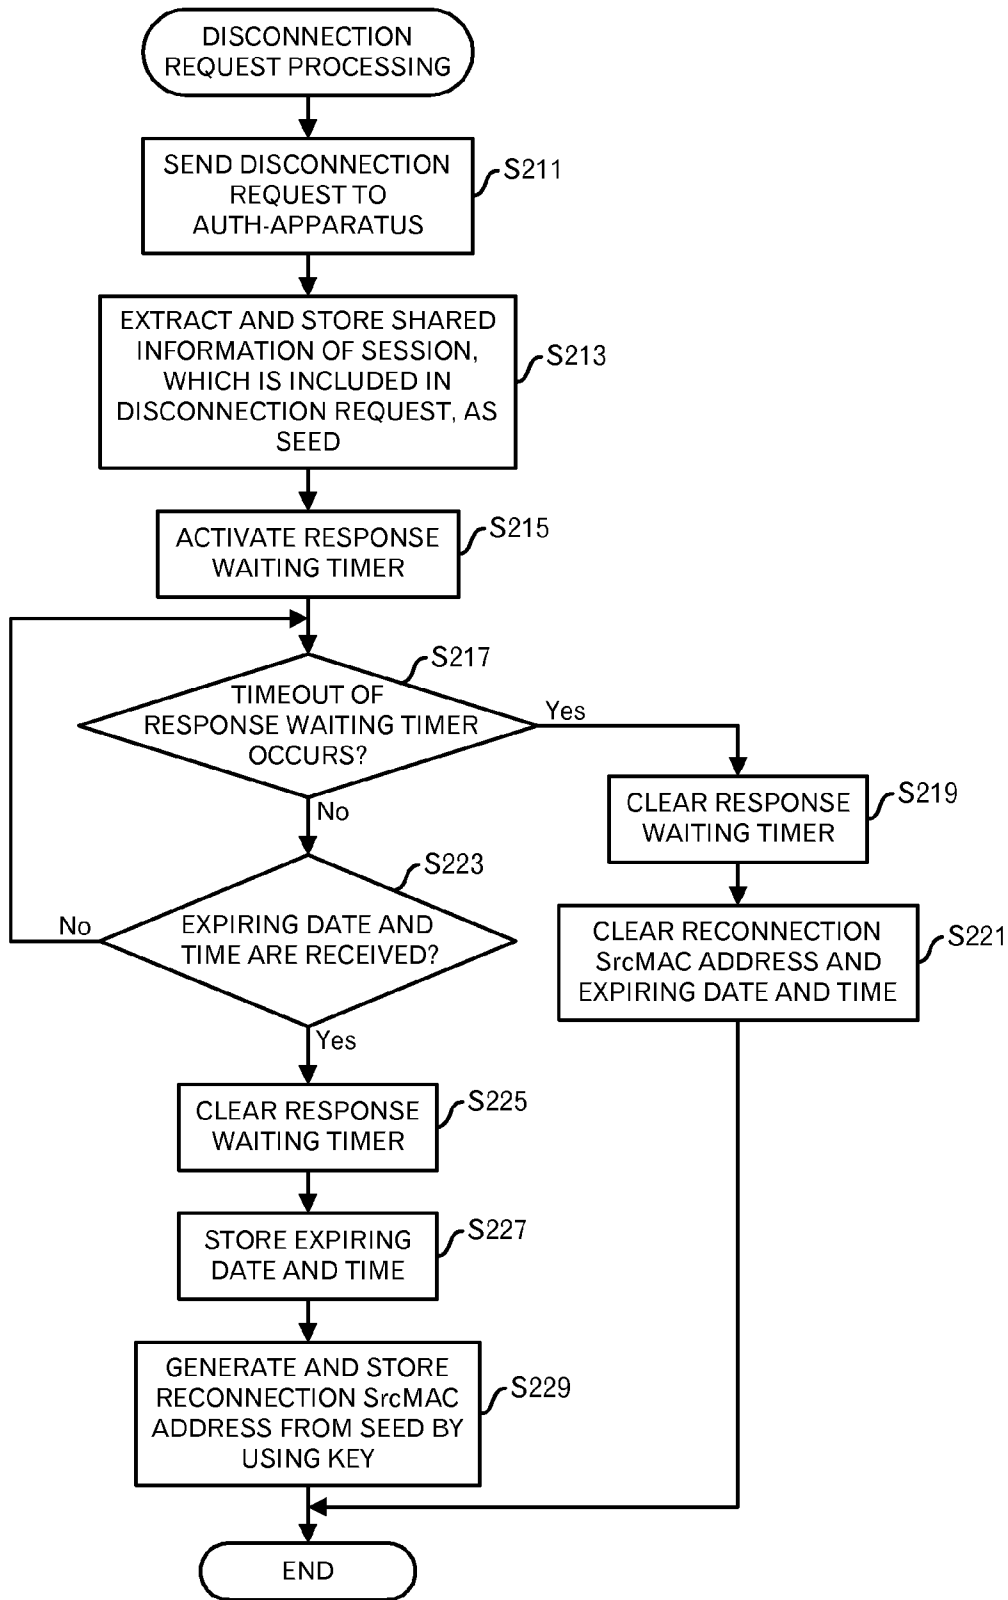 DISCONNECTION
REQUEST PROCESSING
SEND DISCONNECTION
REQUEST TO
AUTH-APPARATUS
S211
EXTRACT AND STORE SHARED
INFORMATION OF SESSION,
WHICH IS INCLUDED IN
DISCONNECTION REQUEST, AS
SEED
S213
ACTIVATE RESPONSE
WAITING TIMER
S215
S217
TIMEOUT OF
RESPONSE WAITING TIMER
OCCURS?
Yes
No
CLEAR RESPONSE
WAITING TIMER
S219
S223
EXPIRING DATE AND
TIME ARE RECEIVED?
No
Yes
CLEAR RECONNECTION
SrcMAC ADDRESS AND
EXPIRING DATE AND TIME
S221
CLEAR RESPONSE
WAITING TIMER
S225
STORE EXPIRING
DATE AND TIME
S227
GENERATE AND STORE
RECONNECTION SrcMAC
ADDRESS FROM SEED BY
USING KEY
S229
END